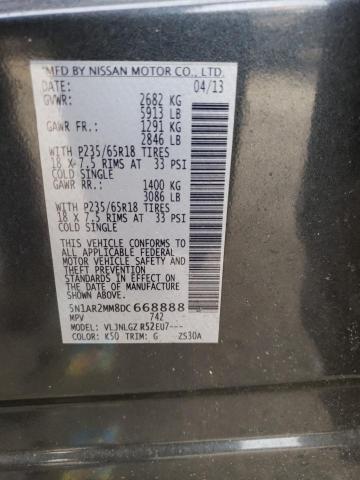 MFD BY NISSAN MOTOR CO., LTD.
DATE: 04/13
GVWR: 2682 KG
5913 LB
GAWR FR: 1291 KG
2846 LB
WITH P235/65R18 TIRES
18 X 7.5 RIMS AT 33 PSI
COLD SINGLE
GAWR RR: 1400 KG
3086 LB
WITH P235/65R18 TIRES
18 X 7.5 RIMS AT 33 PSI
COLD SINGLE
THIS VEHICLE CONFORMS TO
ALL APPLICABLE FEDERAL
MOTOR VEHICLE SAFETY
& THEFT PREVENTION
STANDARDS IN EFFECT ON
THE DATE OF MANUFACTURE
SHOWN ABOVE.
5N1AR2MM8DC668888
MPV 742
MODEL: VLJNLGZ R52EU7---
COLOR: K50 TRIM: G ZS30A